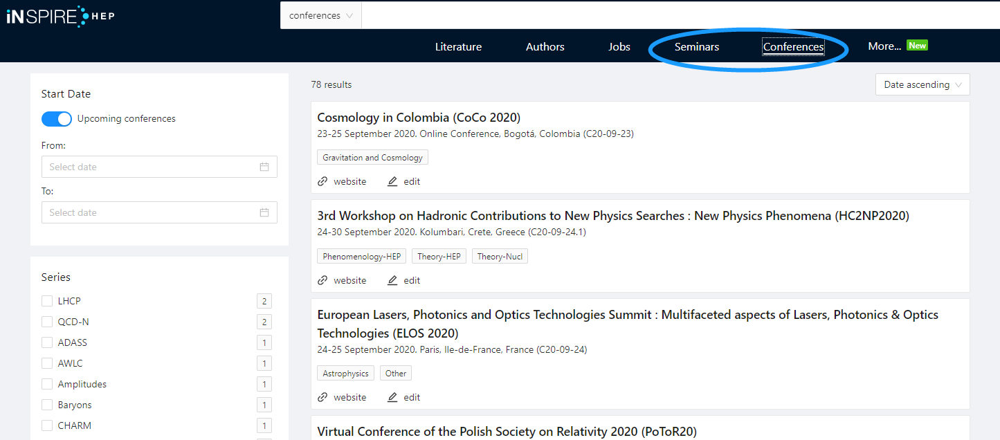 iNSPIRE HEP
conferences
Literature Authors Jobs Seminars Conferences More... New
Start Date
Upcoming conferences
From:
Select date
To:
Select date
Series
LHCP 2
QCD-N 2
ADASS 1
AWLC 1
Amplitudes 1
Baryons 1
CHARM 1
78 results
Date ascending
Cosmology in Colombia (CoCo 2020)
23-25 September 2020. Online Conference, Bogotá, Colombia (C20-09-23)
Gravitation and Cosmology
website edit
3rd Workshop on Hadronic Contributions to New Physics Searches : New Physics Phenomena (HC2NP2020)
24-30 September 2020. Kolumbari, Crete, Greece (C20-09-24.1)
Phenomenology-HEP Theory-HEP Theory-Nucl
website edit
European Lasers, Photonics and Optics Technologies Summit : Multifaceted aspects of Lasers, Photonics & Optics
Technologies (ELOS 2020)
24-25 September 2020. Paris, Ile-de-France, France (C20-09-24)
Astrophysics Other
website edit
Virtual Conference of the Polish Society on Relativity 2020 (PoToR20)